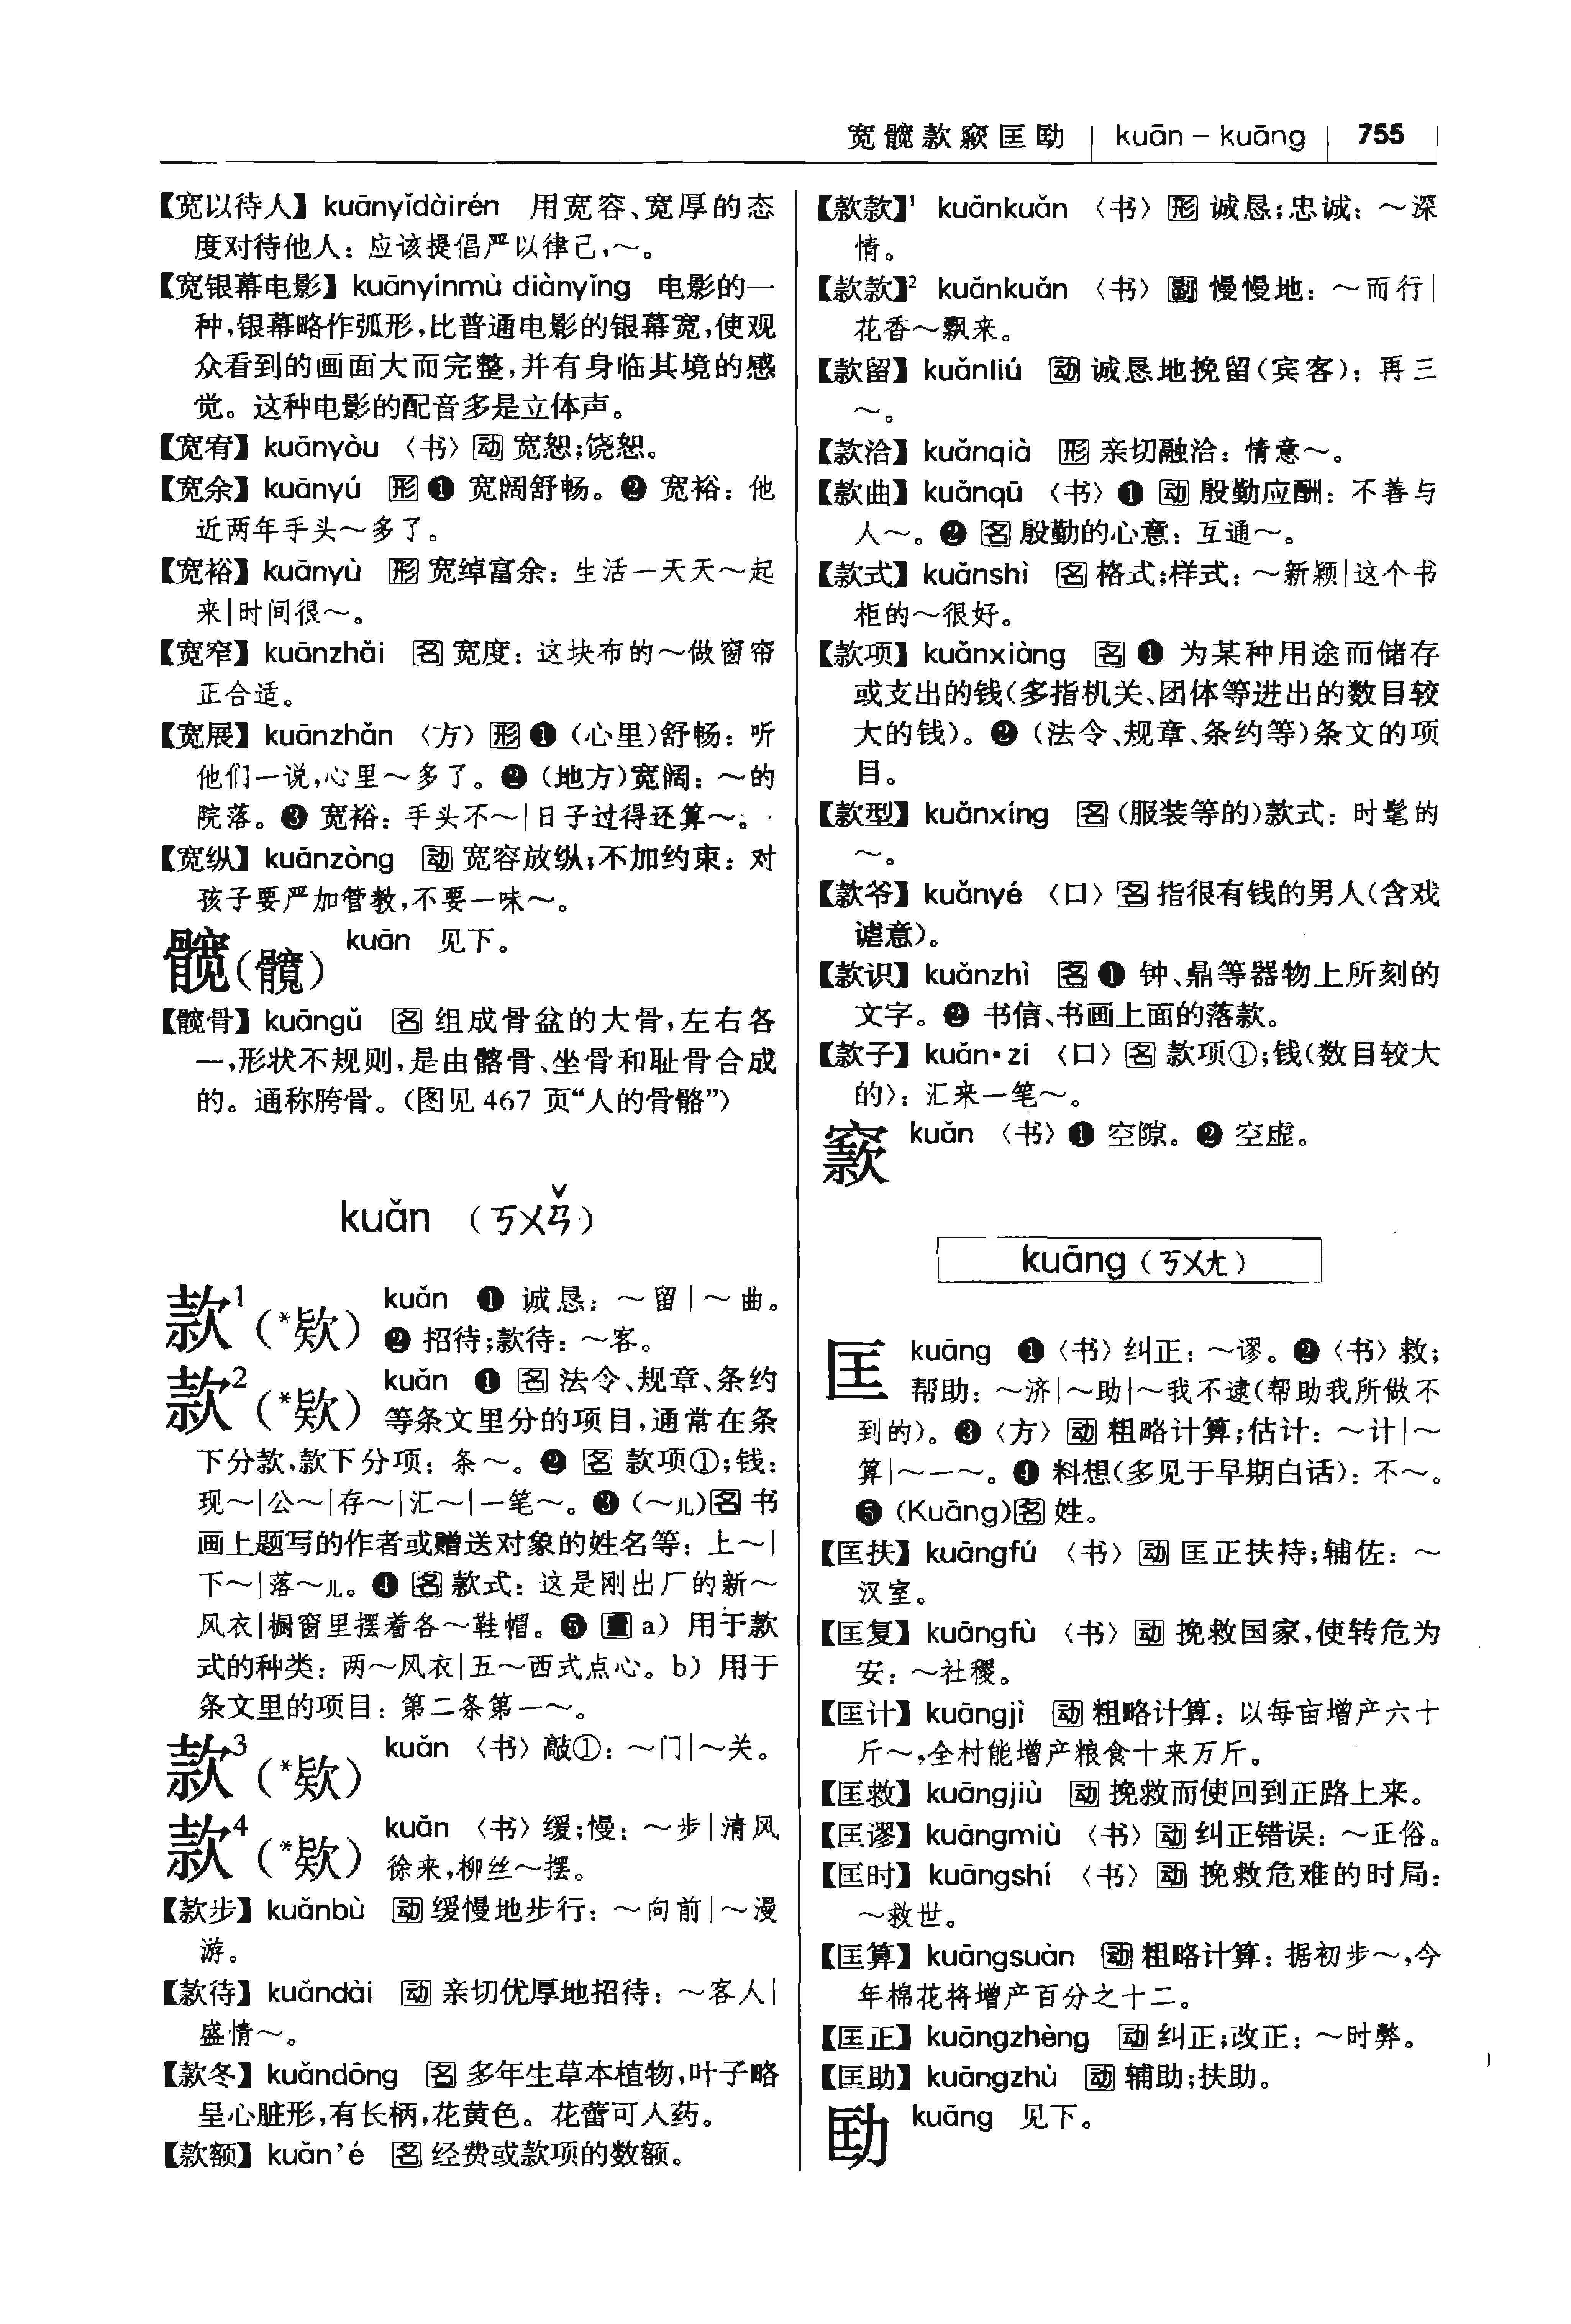 宽髋款窾匡劻 kuān – kuāng 755
【宽以待人】 kuānyǐdàirén 用宽容、宽厚的态
度对待他人：应该提倡严以律己，～。
【宽银幕电影】 kuānyínmù diànyǐng 电影的一
种，银幕略作弧形，比普通电影的银幕宽，使观
众看到的画面大而完整，并有身临其境的感
觉。这种电影的配音多是立体声。
【宽宥】 kuānyòu 〈书〉动 宽恕；饶恕。
【宽余】 kuānyú 形 ❶ 宽阔舒畅。❷ 宽裕：他
近两年手头～多了。
【宽裕】 kuānyù 形 宽绰富余：生活一天天～起
来|时间很～。
【宽窄】 kuānzhǎi 名 宽度：这块布的～做窗帘
正合适。
【宽展】 kuānzhǎn 〈方〉形 ❶（心里）舒畅：听
他们一说，心里～多了。❷（地方）宽阔：～的
院落。❸ 宽裕：手头不～|日子过得还算～。
【宽纵】 kuānzòng 动 宽容放纵；不加约束：对
孩子要严加管教，不要一味～。
髋（髖） kuān 见下。
【髋骨】 kuāngǔ 名 组成骨盆的大骨，左右各
一，形状不规则，是由髂骨、坐骨和耻骨合成
的。通称胯骨。（图见 467 页“人的骨骼”）
kuǎn （ㄎㄨㄢˇ）
款¹（*欵） kuǎn ❶ 诚恳：～留|～曲。
❷ 招待；款待：～客。
款²（*欵） kuǎn ❶ 名 法令、规章、条约
等条文里分的项目，通常在条
下分款，款下分项：条～。❷ 名 款项①；钱：
现～|公～|存～|汇～|一笔～。❸（～儿）名 书
画上题写的作者或赠送对象的姓名等：上～|
下～|落～儿。❹ 名 款式：这是刚出厂的新～
风衣|橱窗里摆着各～鞋帽。❺ 量 a）用于款
式的种类：两～风衣|五～西式点心。b）用于
条文里的项目：第二条第一～。
款³（*欵） kuǎn 〈书〉敲①：～门|～关。
款⁴（*欵） kuǎn 〈书〉缓；慢：～步|清风
徐来，柳丝～摆。
【款步】 kuǎnbù 动 缓慢地步行：～向前|～漫
游。
【款待】 kuǎndài 动 亲切优厚地招待：～客人|
盛情～。
【款冬】 kuǎndōng 名 多年生草本植物，叶子略
呈心脏形，有长柄，花黄色。花蕾可入药。
【款额】 kuǎn’é 名 经费或款项的数额。
【款款】¹ kuǎnkuǎn 〈书〉形 诚恳；忠诚：～深
情。
【款款】² kuǎnkuǎn 〈书〉副 慢慢地：～而行|
花香～飘来。
【款留】 kuǎnliú 动 诚恳地挽留（宾客）：再三
～。
【款洽】 kuǎnqià 形 亲切融洽：情意～。
【款曲】 kuǎnqū 〈书〉❶ 动 殷勤应酬：不善与
人～。❷ 名 殷勤的心意：互通～。
【款式】 kuǎnshì 名 格式；样式：～新颖|这个书
柜的～很好。
【款项】 kuǎnxiàng 名 ❶ 为某种用途而储存
或支出的钱（多指机关、团体等进出的数目较
大的钱）。❷（法令、规章、条约等）条文的项
目。
【款型】 kuǎnxíng 名（服装等的）款式：时髦的
～。
【款爷】 kuǎnyé 〈口〉名 指很有钱的男人（含戏
谑意）。
【款识】 kuǎnzhì 名 ❶ 钟、鼎等器物上所刻的
文字。❷ 书信、书画上面的落款。
【款子】 kuǎn•zi 〈口〉名 款项①；钱（数目较大
的）：汇来一笔～。
窾 kuǎn 〈书〉❶ 空隙。❷ 空虚。
kuāng（ㄎㄨㄤ）
匡 kuāng ❶〈书〉纠正：～谬。❷〈书〉救；
帮助：～济|～助|～我不逮（帮助我所做不
到的）。❸〈方〉动 粗略计算；估计：～计|～
算|～一～。❹ 料想（多见于早期白话）：不～。
❺（Kuāng）名 姓。
【匡扶】 kuāngfú 〈书〉动 匡正扶持；辅佐：～
汉室。
【匡复】 kuāngfù 〈书〉动 挽救国家，使转危为
安：～社稷。
【匡计】 kuāngjì 动 粗略计算：以每亩增产六十
斤～，全村能增产粮食十来万斤。
【匡救】 kuāngjiù 动 挽救而使回到正路上来。
【匡谬】 kuāngmiù 〈书〉动 纠正错误：～正俗。
【匡时】 kuāngshí 〈书〉动 挽救危难的时局：
～救世。
【匡算】 kuāngsuàn 动 粗略计算：据初步～，今
年棉花将增产百分之十二。
【匡正】 kuāngzhèng 动 纠正；改正：～时弊。
【匡助】 kuāngzhù 动 辅助；扶助。
劻 kuāng 见下。